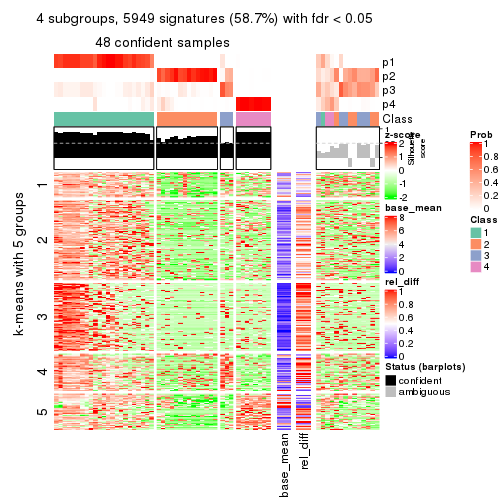 4 subgroups, 5949 signatures (58.7%) with fdr < 0.05
48 confident samples
p1
p2
p3
p4
Class
1
Silhouette
score
k-means with 5 groups
1
2
3
4
5
base_mean
rel_diff
z-score
2
1
0
-1
-2
base_mean
8
6
4
2
0
rel_diff
1
0.8
0.6
0.4
0.2
0
Status (barplots)
confident
ambiguous
Prob
1
0.8
0.6
0.4
0.2
0
Class
1
2
3
4